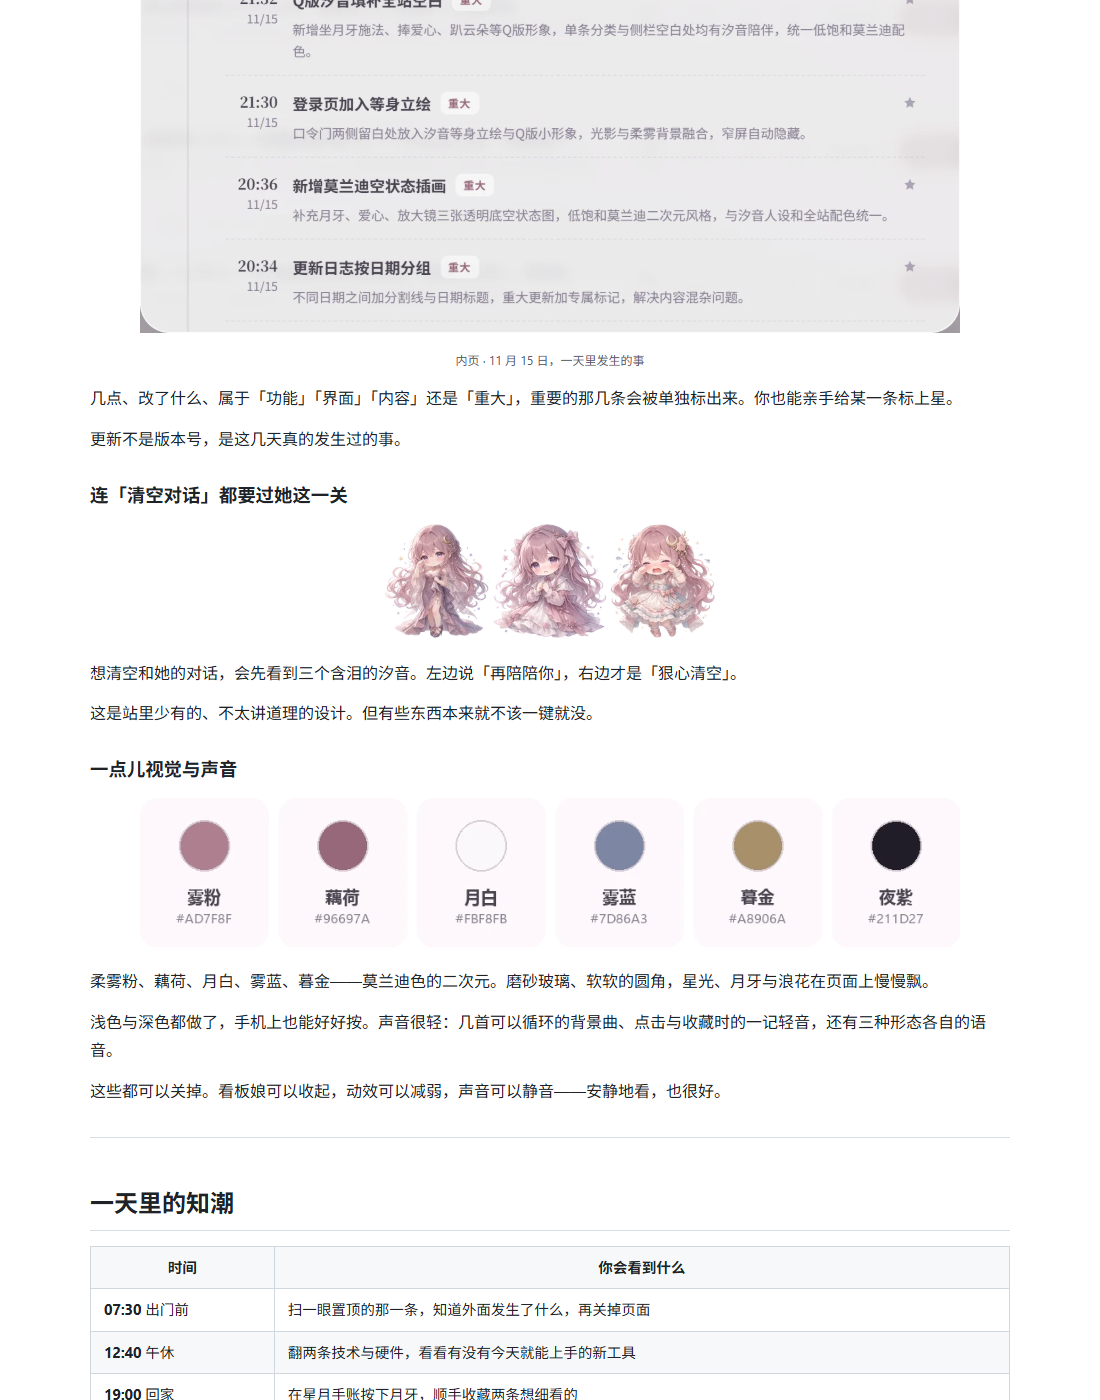 21:32 Q版汐音填补全站空白 重大
11/15 新增坐月牙施法、捧爱心、趴云朵等Q版形象，单条分类与侧栏空白处均有汐音陪伴，统一低饱和莫兰迪配
色。
21:30 登录页加入等身立绘 重大
11/15 口令门两侧留白处放入汐音等身立绘与Q版小形象，光影与柔雾背景融合，窄屏自动隐藏。
20:36 新增莫兰迪空状态插画 重大
11/15 补充月牙、爱心、放大镜三张透明底空状态图，低饱和莫兰迪二次元风格，与汐音人设和全站配色统一。
20:34 更新日志按日期分组 重大
11/15 不同日期之间加分割线与日期标题，重大更新加专属标记，解决内容混杂问题。
内页 · 11 月 15 日，一天里发生的事
几点、改了什么、属于「功能」「界面」「内容」还是「重大」，重要的那几条会被单独标出来。你也能亲手给某一条标上星。
更新不是版本号，是这几天真的发生过的事。
连「清空对话」都要过她这一关
想清空和她的对话，会先看到三个含泪的汐音。左边说「再陪陪你」，右边才是「狠心清空」。
这是站里少有的、不太讲道理的设计。但有些东西本来就不该一键就没。
一点儿视觉与声音
雾粉 藕荷 月白 雾蓝 暮金 夜紫
#AD7F8F #96697A #FBF8FB #7D86A3 #A8906A #211D27
柔雾粉、藕荷、月白、雾蓝、暮金——莫兰迪色的二次元。磨砂玻璃、软软的圆角，星光、月牙与浪花在页面上慢慢飘。
浅色与深色都做了，手机上也能好好按。声音很轻：几首可以循环的背景曲、点击与收藏时的一记轻音，还有三种形态各自的语
音。
这些都可以关掉。看板娘可以收起，动效可以减弱，声音可以静音——安静地看，也很好。
一天里的知潮
时间 你会看到什么
07:30 出门前 扫一眼置顶的那一条，知道外面发生了什么，再关掉页面
12:40 午休 翻两条技术与硬件，看看有没有今天就能上手的新工具
19:00 回家 在星月手账按下月牙，顺手收藏两条想细看的